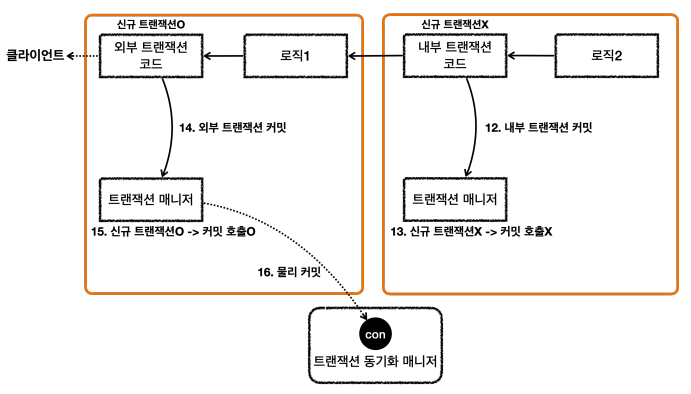 신규 트랜잭션O
신규 트랜잭션X
클라이언트
외부 트랜잭션
코드
로직1
내부 트랜잭션
코드
로직2
14. 외부 트랜잭션 커밋
12. 내부 트랜잭션 커밋
트랜잭션 매니저
트랜잭션 매니저
15. 신규 트랜잭션O -> 커밋 호출O
13. 신규 트랜잭션X -> 커밋 호출X
16. 물리 커밋
con
트랜잭션 동기화 매니저